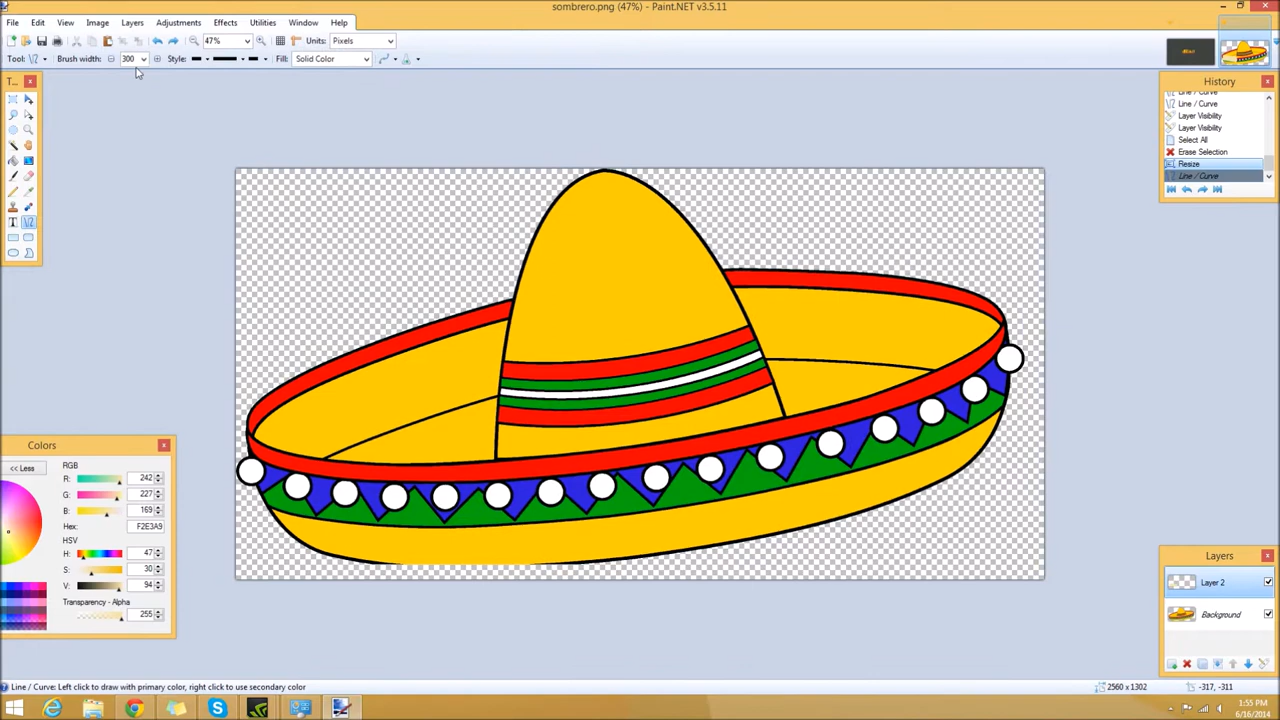 sombrero.png (47%) - Paint.NET v3.5.11
File Edit View Image Layers Adjustments Effects Utilities Window Help
47% Units: Pixels
Tool: Brush width: 300 Style: Fill: Solid Color
T...
History
Line / Curve
Line / Curve
Layer Visibility
Layer Visibility
Select All
Erase Selection
Resize
Line / Curve
Colors
<< Less
RGB
R: 242
G: 227
B: 169
Hex: F2E3A9
HSV
H: 47
S: 30
V: 94
Transparency - Alpha
255
Layers
Layer 2
Background
Line / Curve: Left click to draw with primary color, right click to use secondary color
2560 x 1302
-317, -311
1:55 PM
6/16/2014